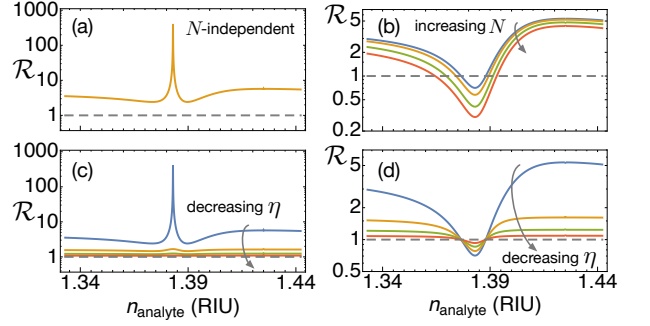 (a)
N-independent
1000
100
10
1
ℛ
(b)
increasing N
ℛ
5
1
0.5
0.2
(c)
decreasing η
1000
100
10
1
ℛ
1.34
1.39
1.44
n_analyte (RIU)
(d)
decreasing η
ℛ
5
1
0.5
1.34
1.39
1.44
n_analyte (RIU)